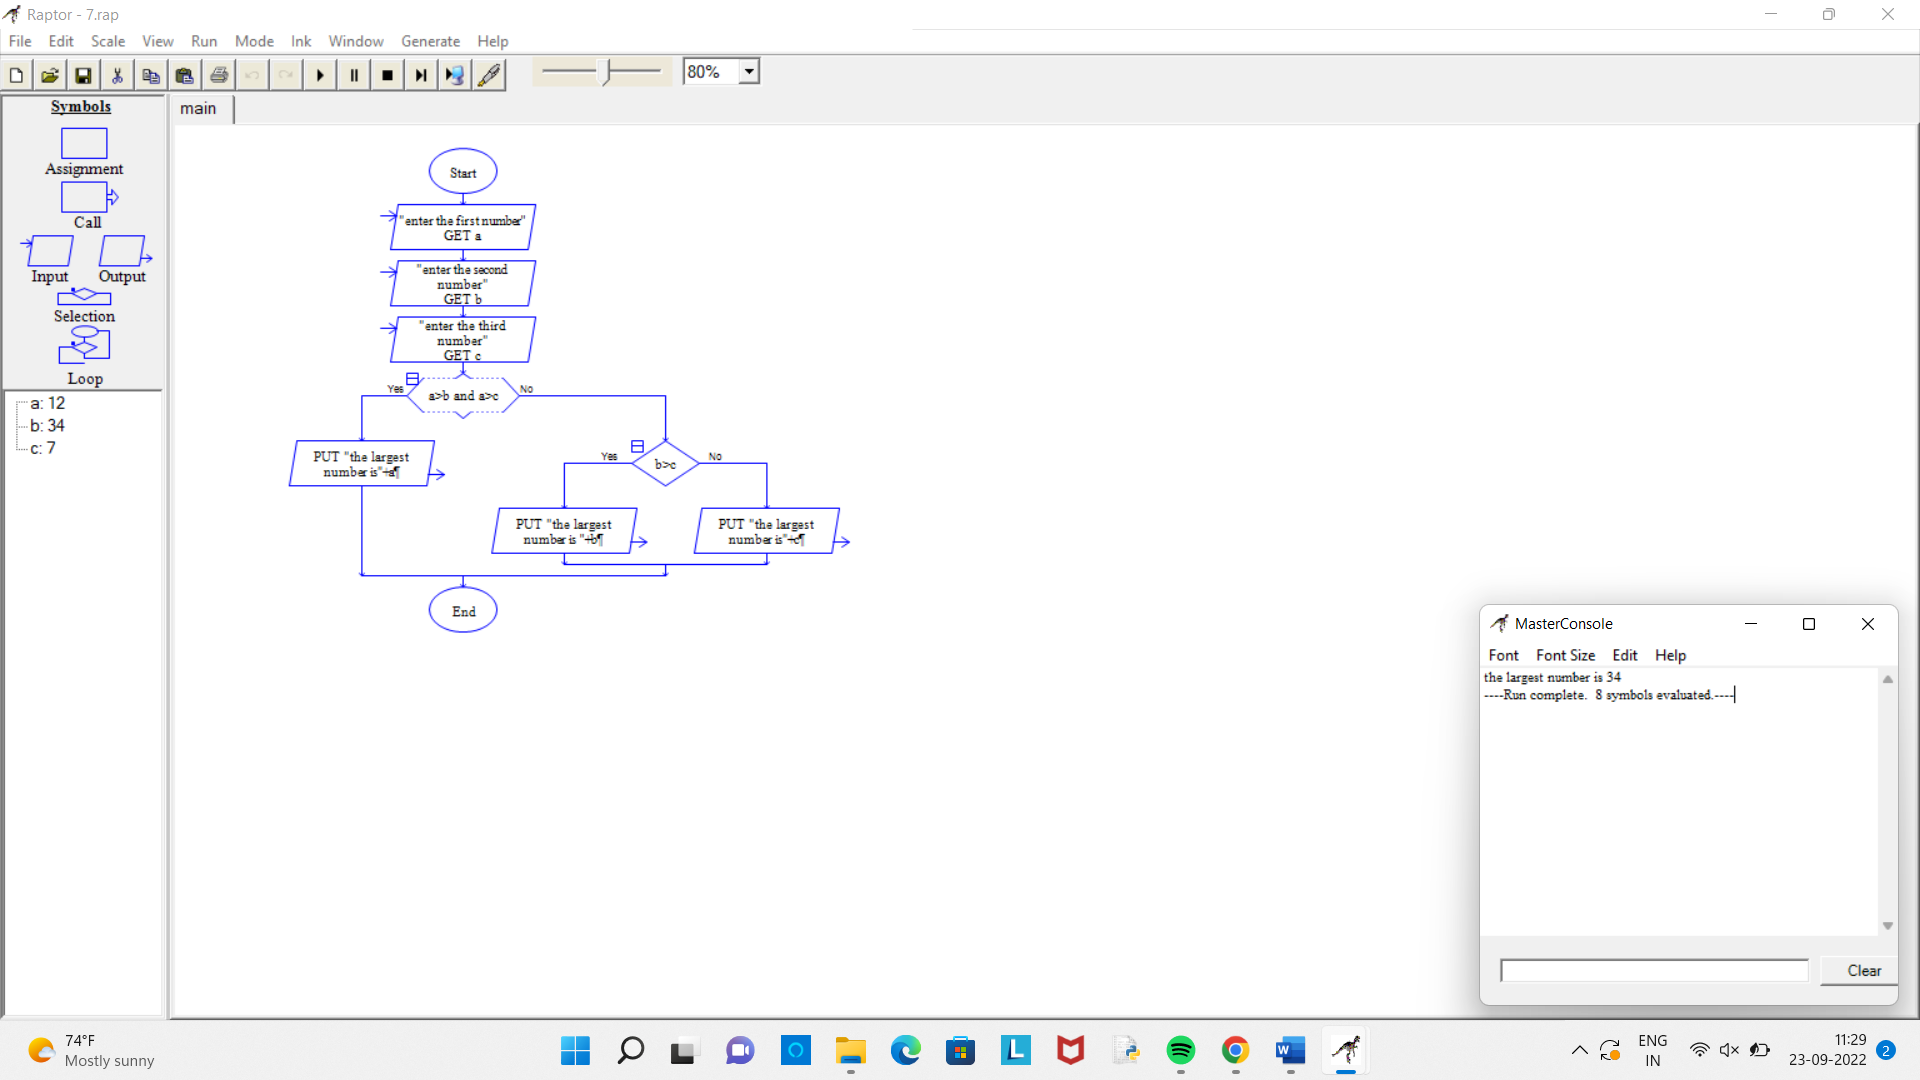 Raptor - 7.rap
File Edit Scale View Run Mode Ink Window Generate Help
80%
Symbols
Assignment
Call
Input Output
Selection
Loop
a: 12
b: 34
c: 7
main
Start
"enter the first number"
GET a
"enter the second
number"
GET b
"enter the third
number"
GET c
Yes a>b and a>c No
PUT "the largest
number is"+a¶
Yes b>c No
PUT "the largest
number is "+b¶
PUT "the largest
number is"+c¶
End
MasterConsole
Font Font Size Edit Help
the largest number is 34
----Run complete.  8 symbols evaluated.----
Clear
74°F
Mostly sunny
L
W
ENG
IN
11:29
23-09-2022
2